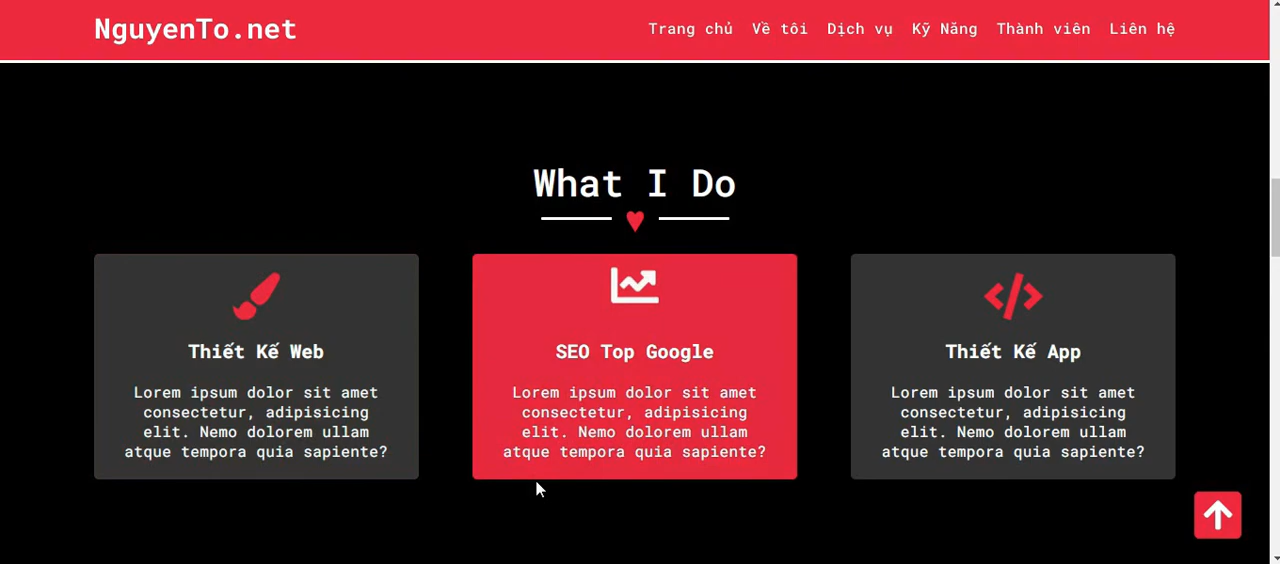 NguyenTo.net
Trang chủ Về tôi Dịch vụ Kỹ Năng Thành viên Liên hệ
What I Do
Thiết Kế Web
Lorem ipsum dolor sit amet
consectetur, adipisicing
elit. Nemo dolorem ullam
atque tempora quia sapiente?
SEO Top Google
Lorem ipsum dolor sit amet
consectetur, adipisicing
elit. Nemo dolorem ullam
atque tempora quia sapiente?
Thiết Kế App
Lorem ipsum dolor sit amet
consectetur, adipisicing
elit. Nemo dolorem ullam
atque tempora quia sapiente?